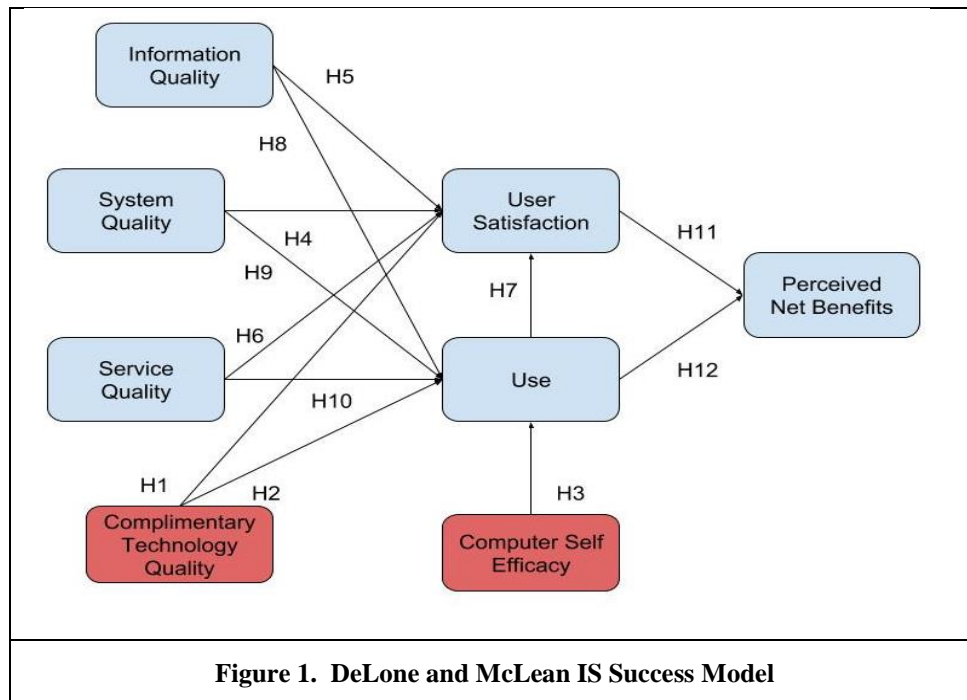 Information
Quality
H5
H8
System
Quality
User
Satisfaction
H4
H9
H11
H7
Perceived
Net Benefits
Service
Quality
H6
Use
H10
H12
H1
H2
H3
Complimentary
Technology
Quality
Computer Self
Efficacy
Figure 1. DeLone and McLean IS Success Model